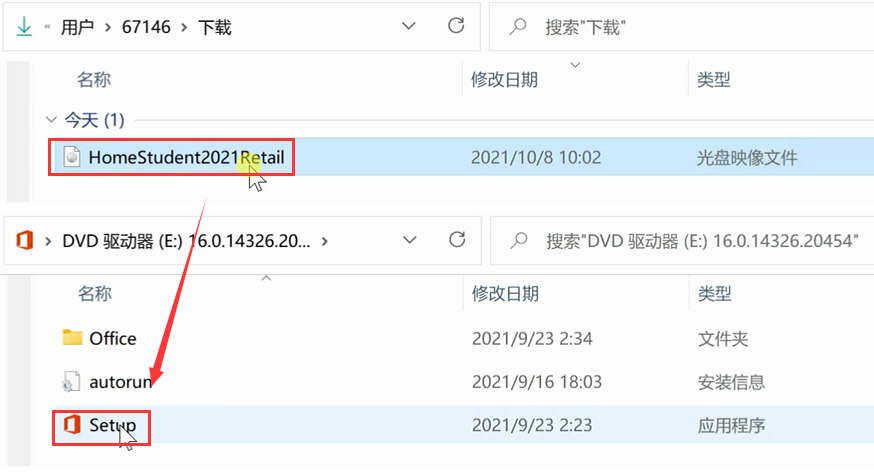 « 用户 > 67146 > 下载 搜索"下载"
名称 修改日期 类型
今天 (1)
HomeStudent2021Retail 2021/10/8 10:02 光盘映像文件
> DVD 驱动器 (E:) 16.0.14326.20... > 搜索"DVD 驱动器 (E:) 16.0.14326.20454"
名称 修改日期 类型
Office 2021/9/23 2:34 文件夹
autorun 2021/9/16 18:03 安装信息
Setup 2021/9/23 2:23 应用程序